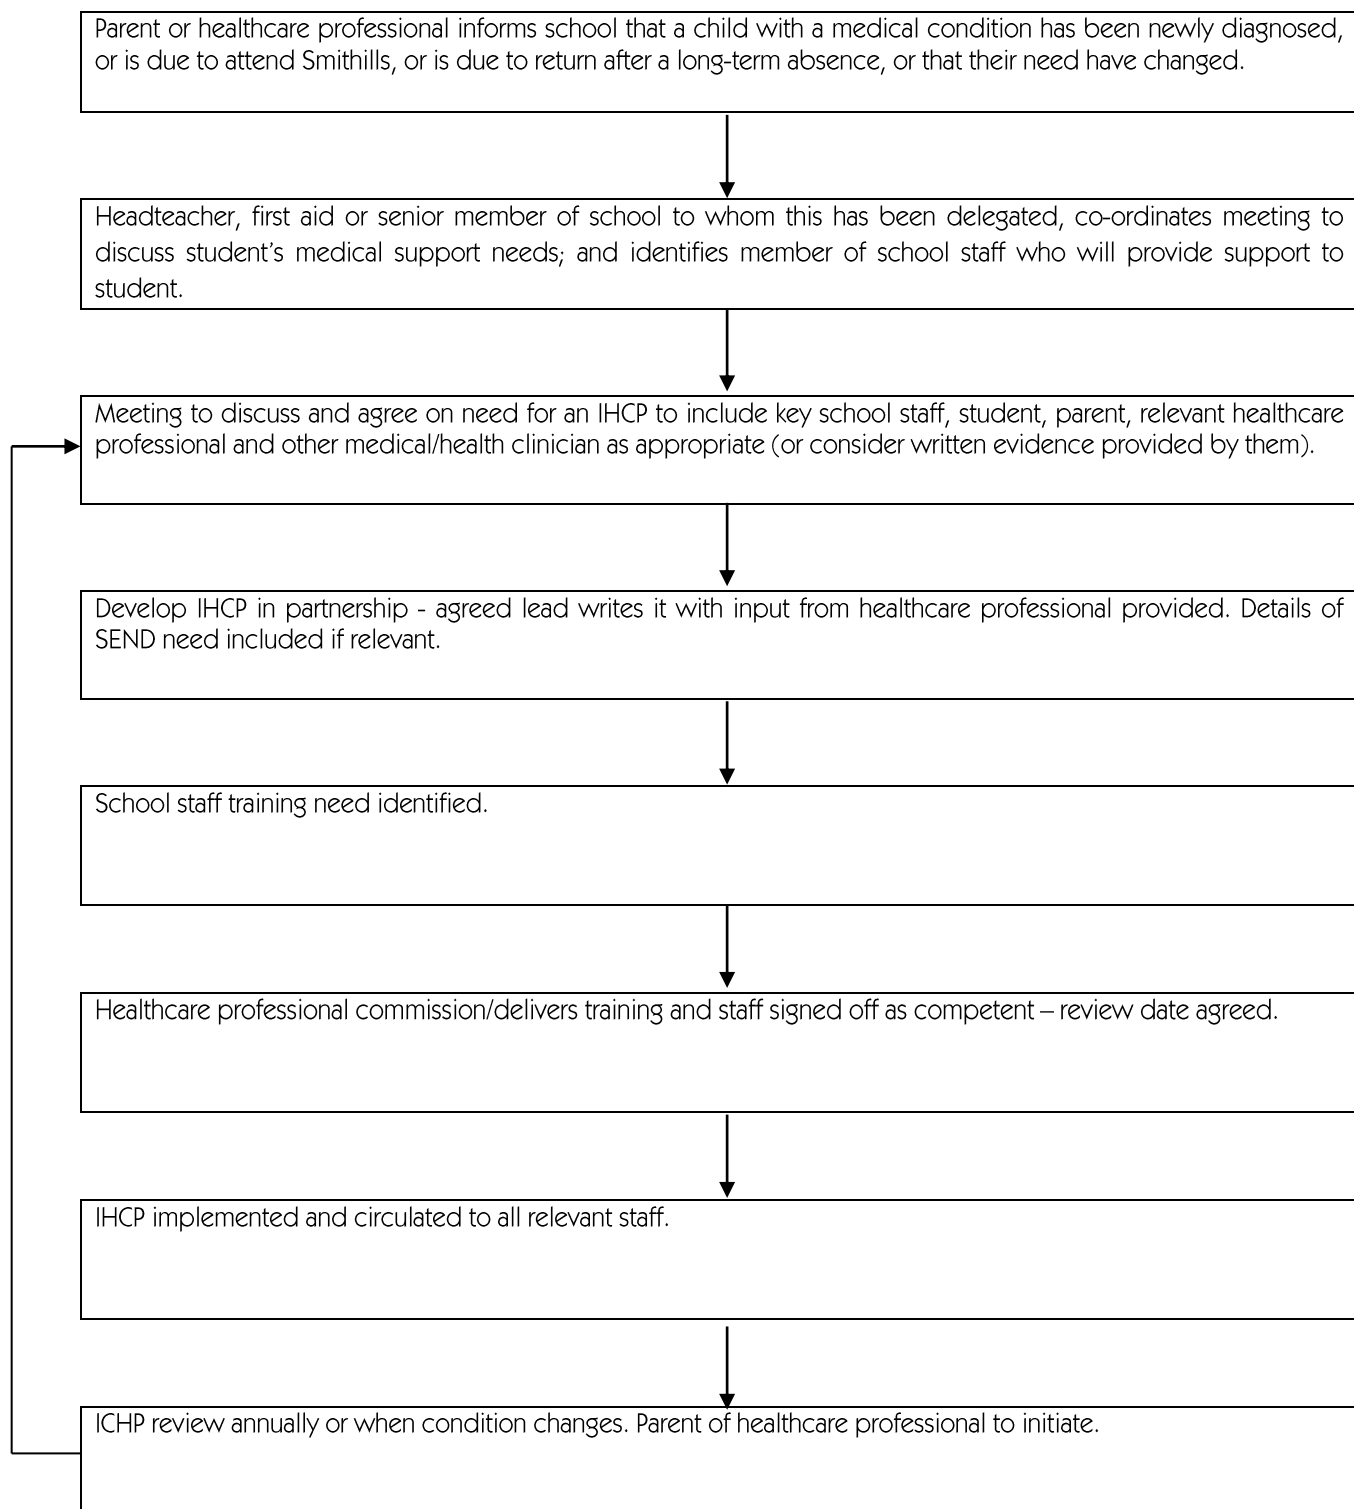 Parent or healthcare professional informs school that a child with a medical condition has been newly diagnosed,
or is due to attend Smithills, or is due to return after a long-term absence, or that their need have changed.
Headteacher, first aid or senior member of school to whom this has been delegated, co-ordinates meeting to
discuss student’s medical support needs; and identifies member of school staff who will provide support to
student.
Meeting to discuss and agree on need for an IHCP to include key school staff, student, parent, relevant healthcare
professional and other medical/health clinician as appropriate (or consider written evidence provided by them).
Develop IHCP in partnership - agreed lead writes it with input from healthcare professional provided. Details of
SEND need included if relevant.
School staff training need identified.
Healthcare professional commission/delivers training and staff signed off as competent – review date agreed.
IHCP implemented and circulated to all relevant staff.
ICHP review annually or when condition changes. Parent of healthcare professional to initiate.